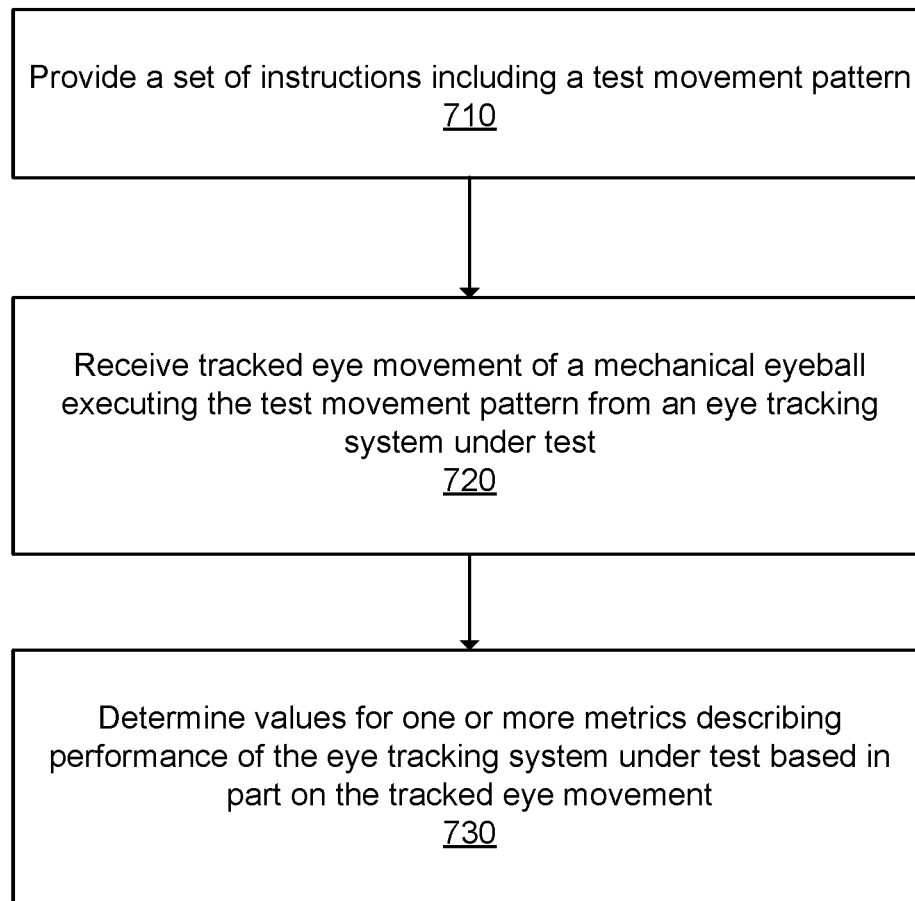 Provide a set of instructions including a test movement pattern
710
Receive tracked eye movement of a mechanical eyeball
executing the test movement pattern from an eye tracking
system under test
720
Determine values for one or more metrics describing
performance of the eye tracking system under test based in
part on the tracked eye movement
730